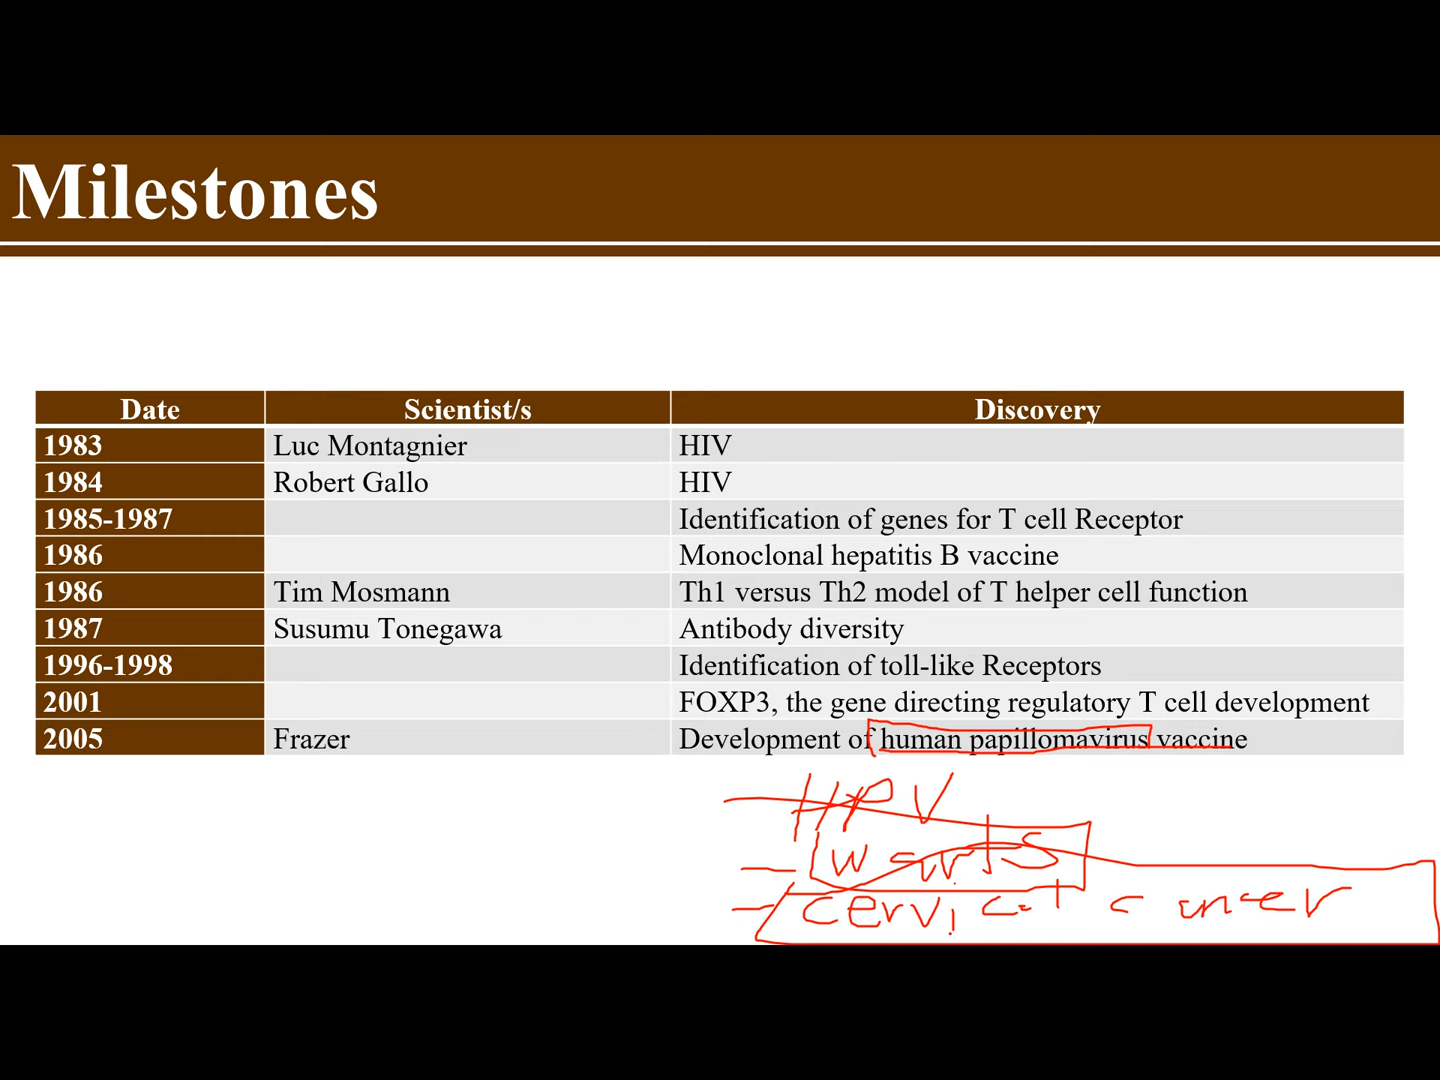 Milestones
Date Scientist/s Discovery
1983 Luc Montagnier HIV
1984 Robert Gallo HIV
1985-1987 Identification of genes for T cell Receptor
1986 Monoclonal hepatitis B vaccine
1986 Tim Mosmann Th1 versus Th2 model of T helper cell function
1987 Susumu Tonegawa Antibody diversity
1996-1998 Identification of toll-like Receptors
2001 FOXP3, the gene directing regulatory T cell development
2005 Frazer Development of human papillomavirus vaccine
HPV
warts
cervical cancer